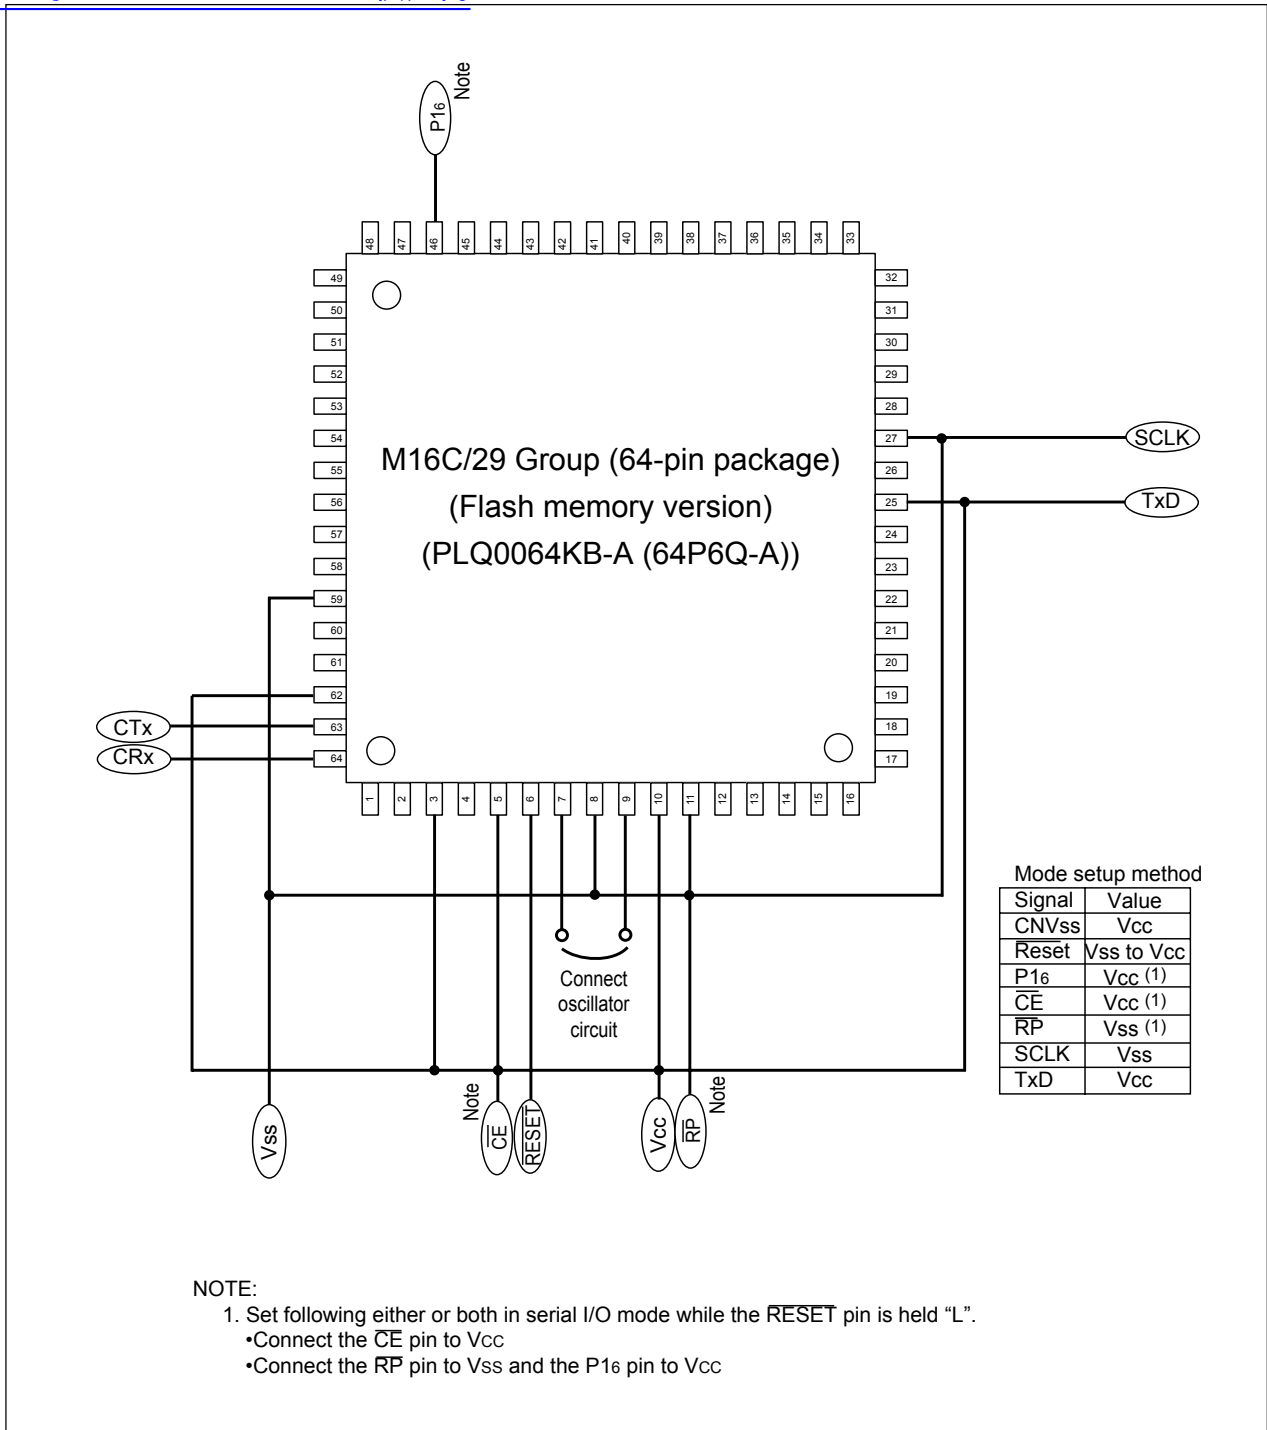 Note
P16
48 47 46 45 44 43 42 41 40 39 38 37 36 35 34 33
49
50
51
52
53
54
55
56
57
58
59
60
61
62
63
64
32
31
30
29
28
27
26
25
24
23
22
21
20
19
18
17
M16C/29 Group (64-pin package)
(Flash memory version)
(PLQ0064KB-A (64P6Q-A))
SCLK
TxD
CTx
CRx
1 2 3 4 5 6 7 8 9 10 11 12 13 14 15 16
Connect
oscillator
circuit
Vss
Note
CE
RESET
Vcc
RP
Note
Mode setup method
Signal Value
CNVss Vcc
Reset Vss to Vcc
P16 Vcc (1)
CE Vcc (1)
RP Vss (1)
SCLK Vss
TxD Vcc
NOTE:
1. Set following either or both in serial I/O mode while the RESET pin is held “L”.
•Connect the CE pin to VCC
•Connect the RP pin to VSS and the P16 pin to VCC